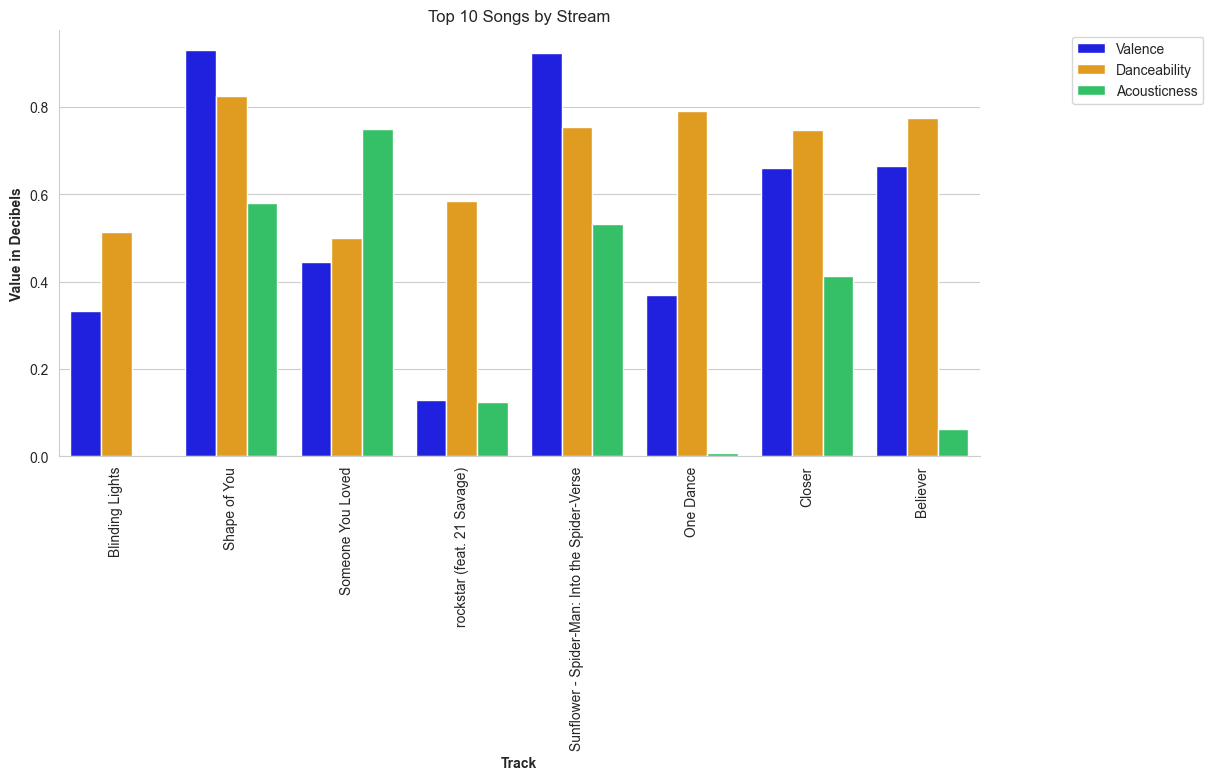 Top 10 Songs by Stream
Valence
Danceability
Acousticness
Value in Decibels
0.8
0.6
0.4
0.2
0.0
Blinding Lights
Shape of You
Someone You Loved
rockstar (feat. 21 Savage)
Sunflower - Spider-Man: Into the Spider-Verse
One Dance
Closer
Believer
Track